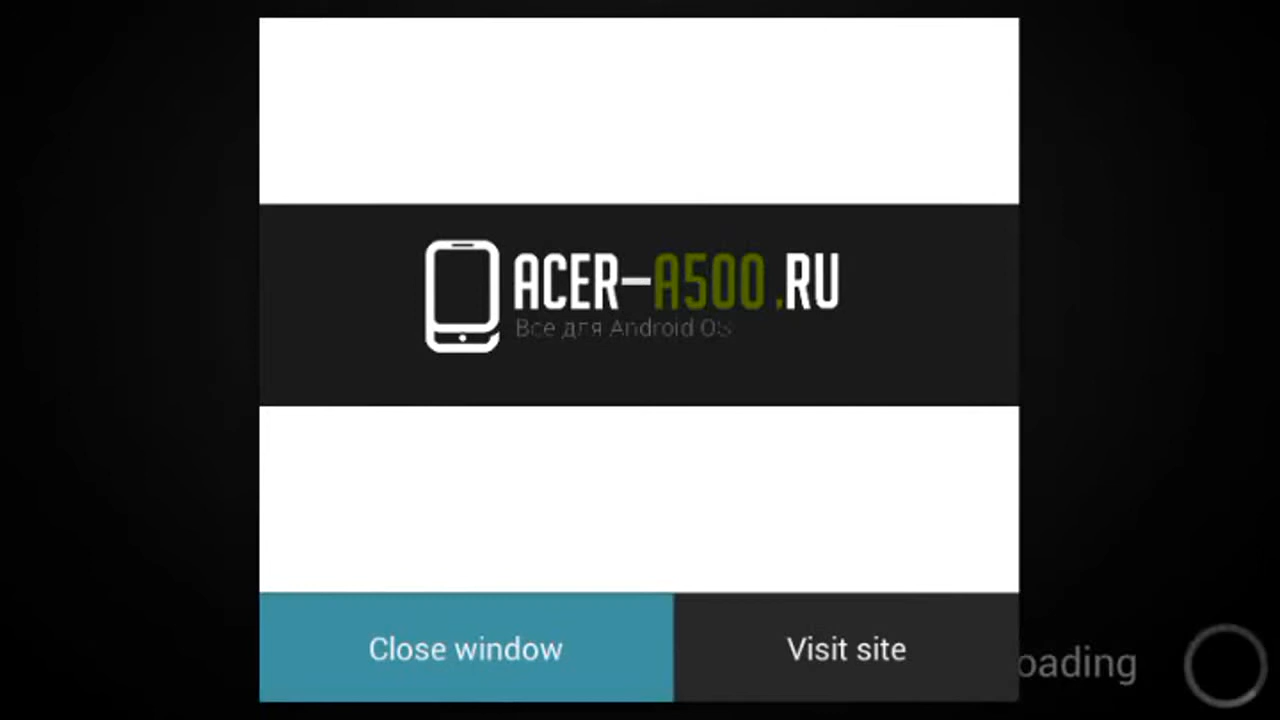 ACER-A500.RU
Все для Android OS
Close window
Visit site
oading